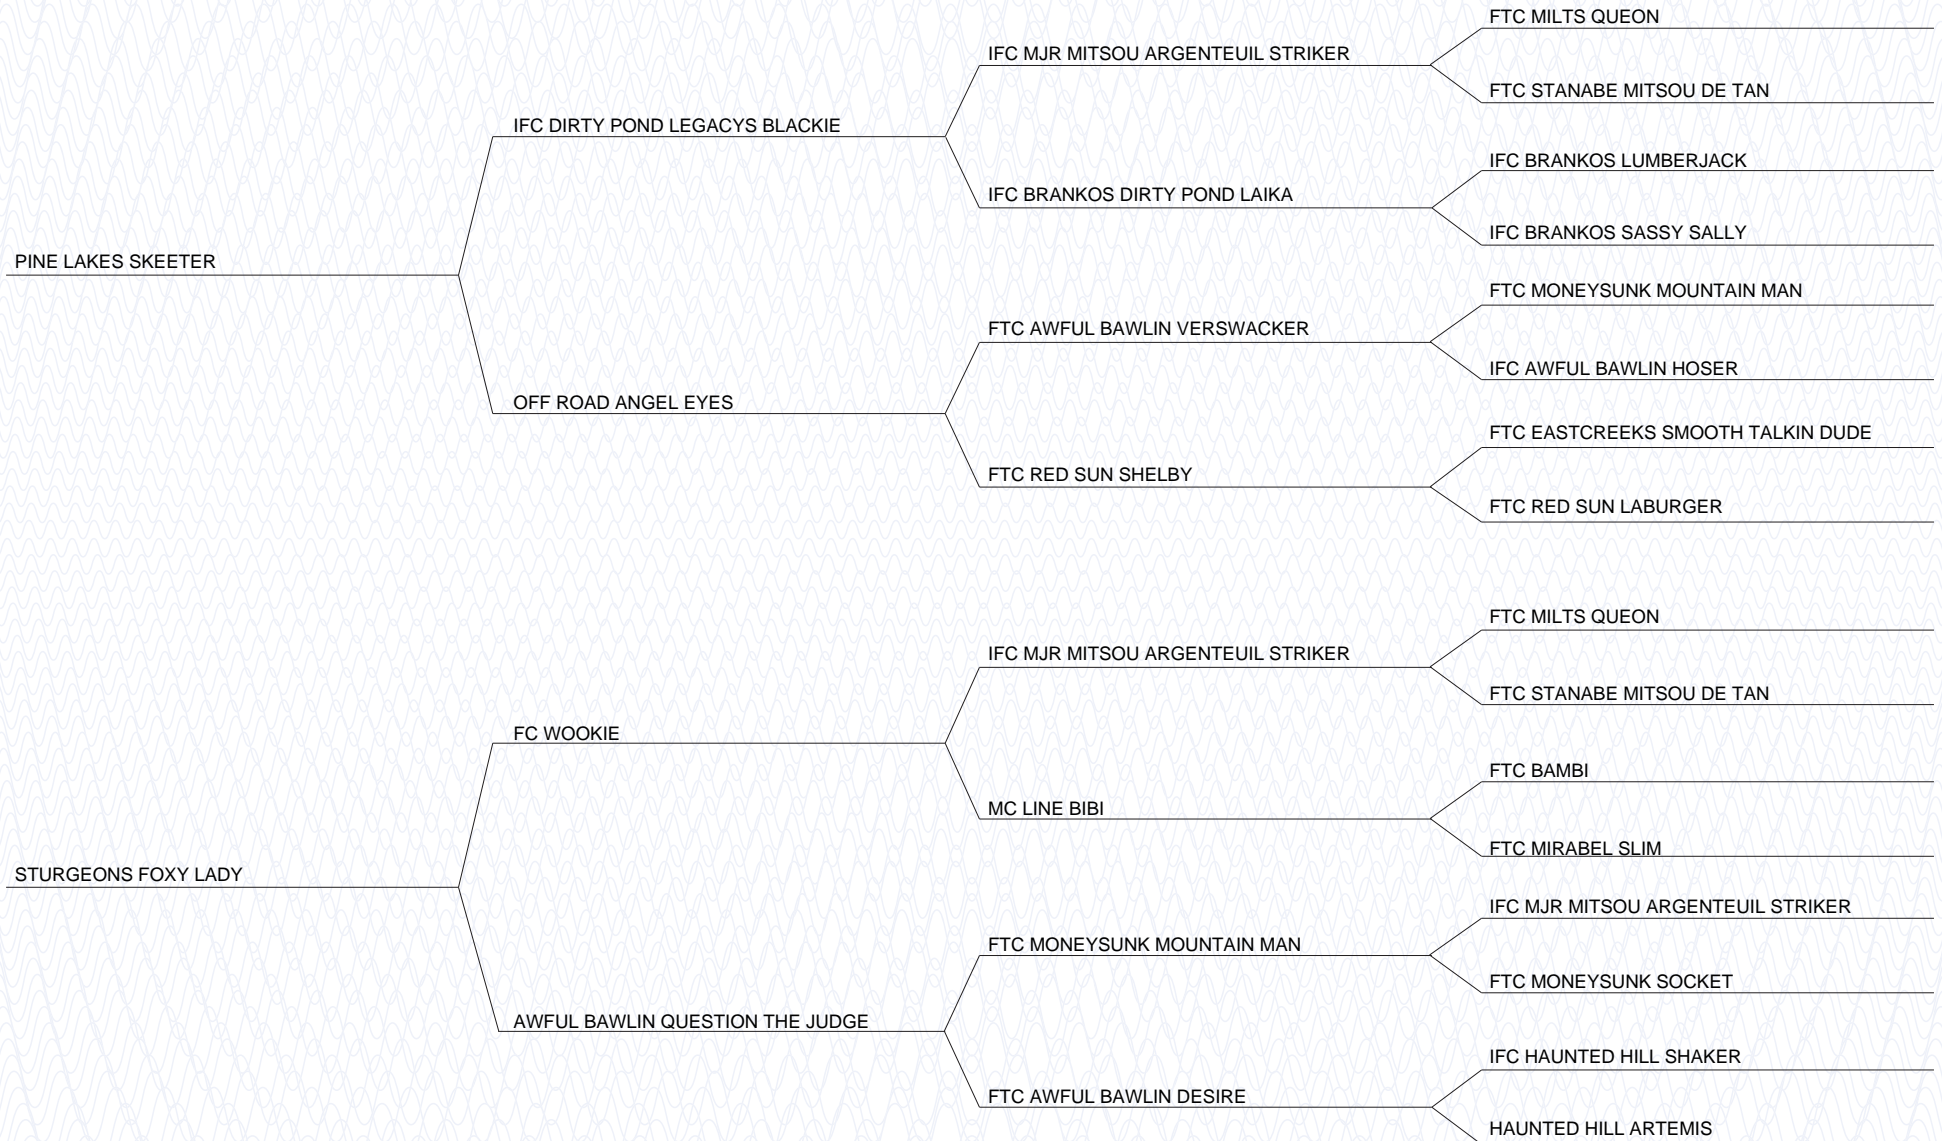 FTC MILTS QUEON
IFC MJR MITSOU ARGENTEUIL STRIKER
FTC STANABE MITSOU DE TAN
IFC DIRTY POND LEGACYS BLACKIE
IFC BRANKOS LUMBERJACK
IFC BRANKOS DIRTY POND LAIKA
IFC BRANKOS SASSY SALLY
PINE LAKES SKEETER
FTC MONEYSUNK MOUNTAIN MAN
FTC AWFUL BAWLIN VERSWACKER
IFC AWFUL BAWLIN HOSER
OFF ROAD ANGEL EYES
FTC EASTCREEKS SMOOTH TALKIN DUDE
FTC RED SUN SHELBY
FTC RED SUN LABURGER
FTC MILTS QUEON
IFC MJR MITSOU ARGENTEUIL STRIKER
FTC STANABE MITSOU DE TAN
FC WOOKIE
FTC BAMBI
MC LINE BIBI
FTC MIRABEL SLIM
STURGEONS FOXY LADY
IFC MJR MITSOU ARGENTEUIL STRIKER
FTC MONEYSUNK MOUNTAIN MAN
FTC MONEYSUNK SOCKET
AWFUL BAWLIN QUESTION THE JUDGE
IFC HAUNTED HILL SHAKER
FTC AWFUL BAWLIN DESIRE
HAUNTED HILL ARTEMIS